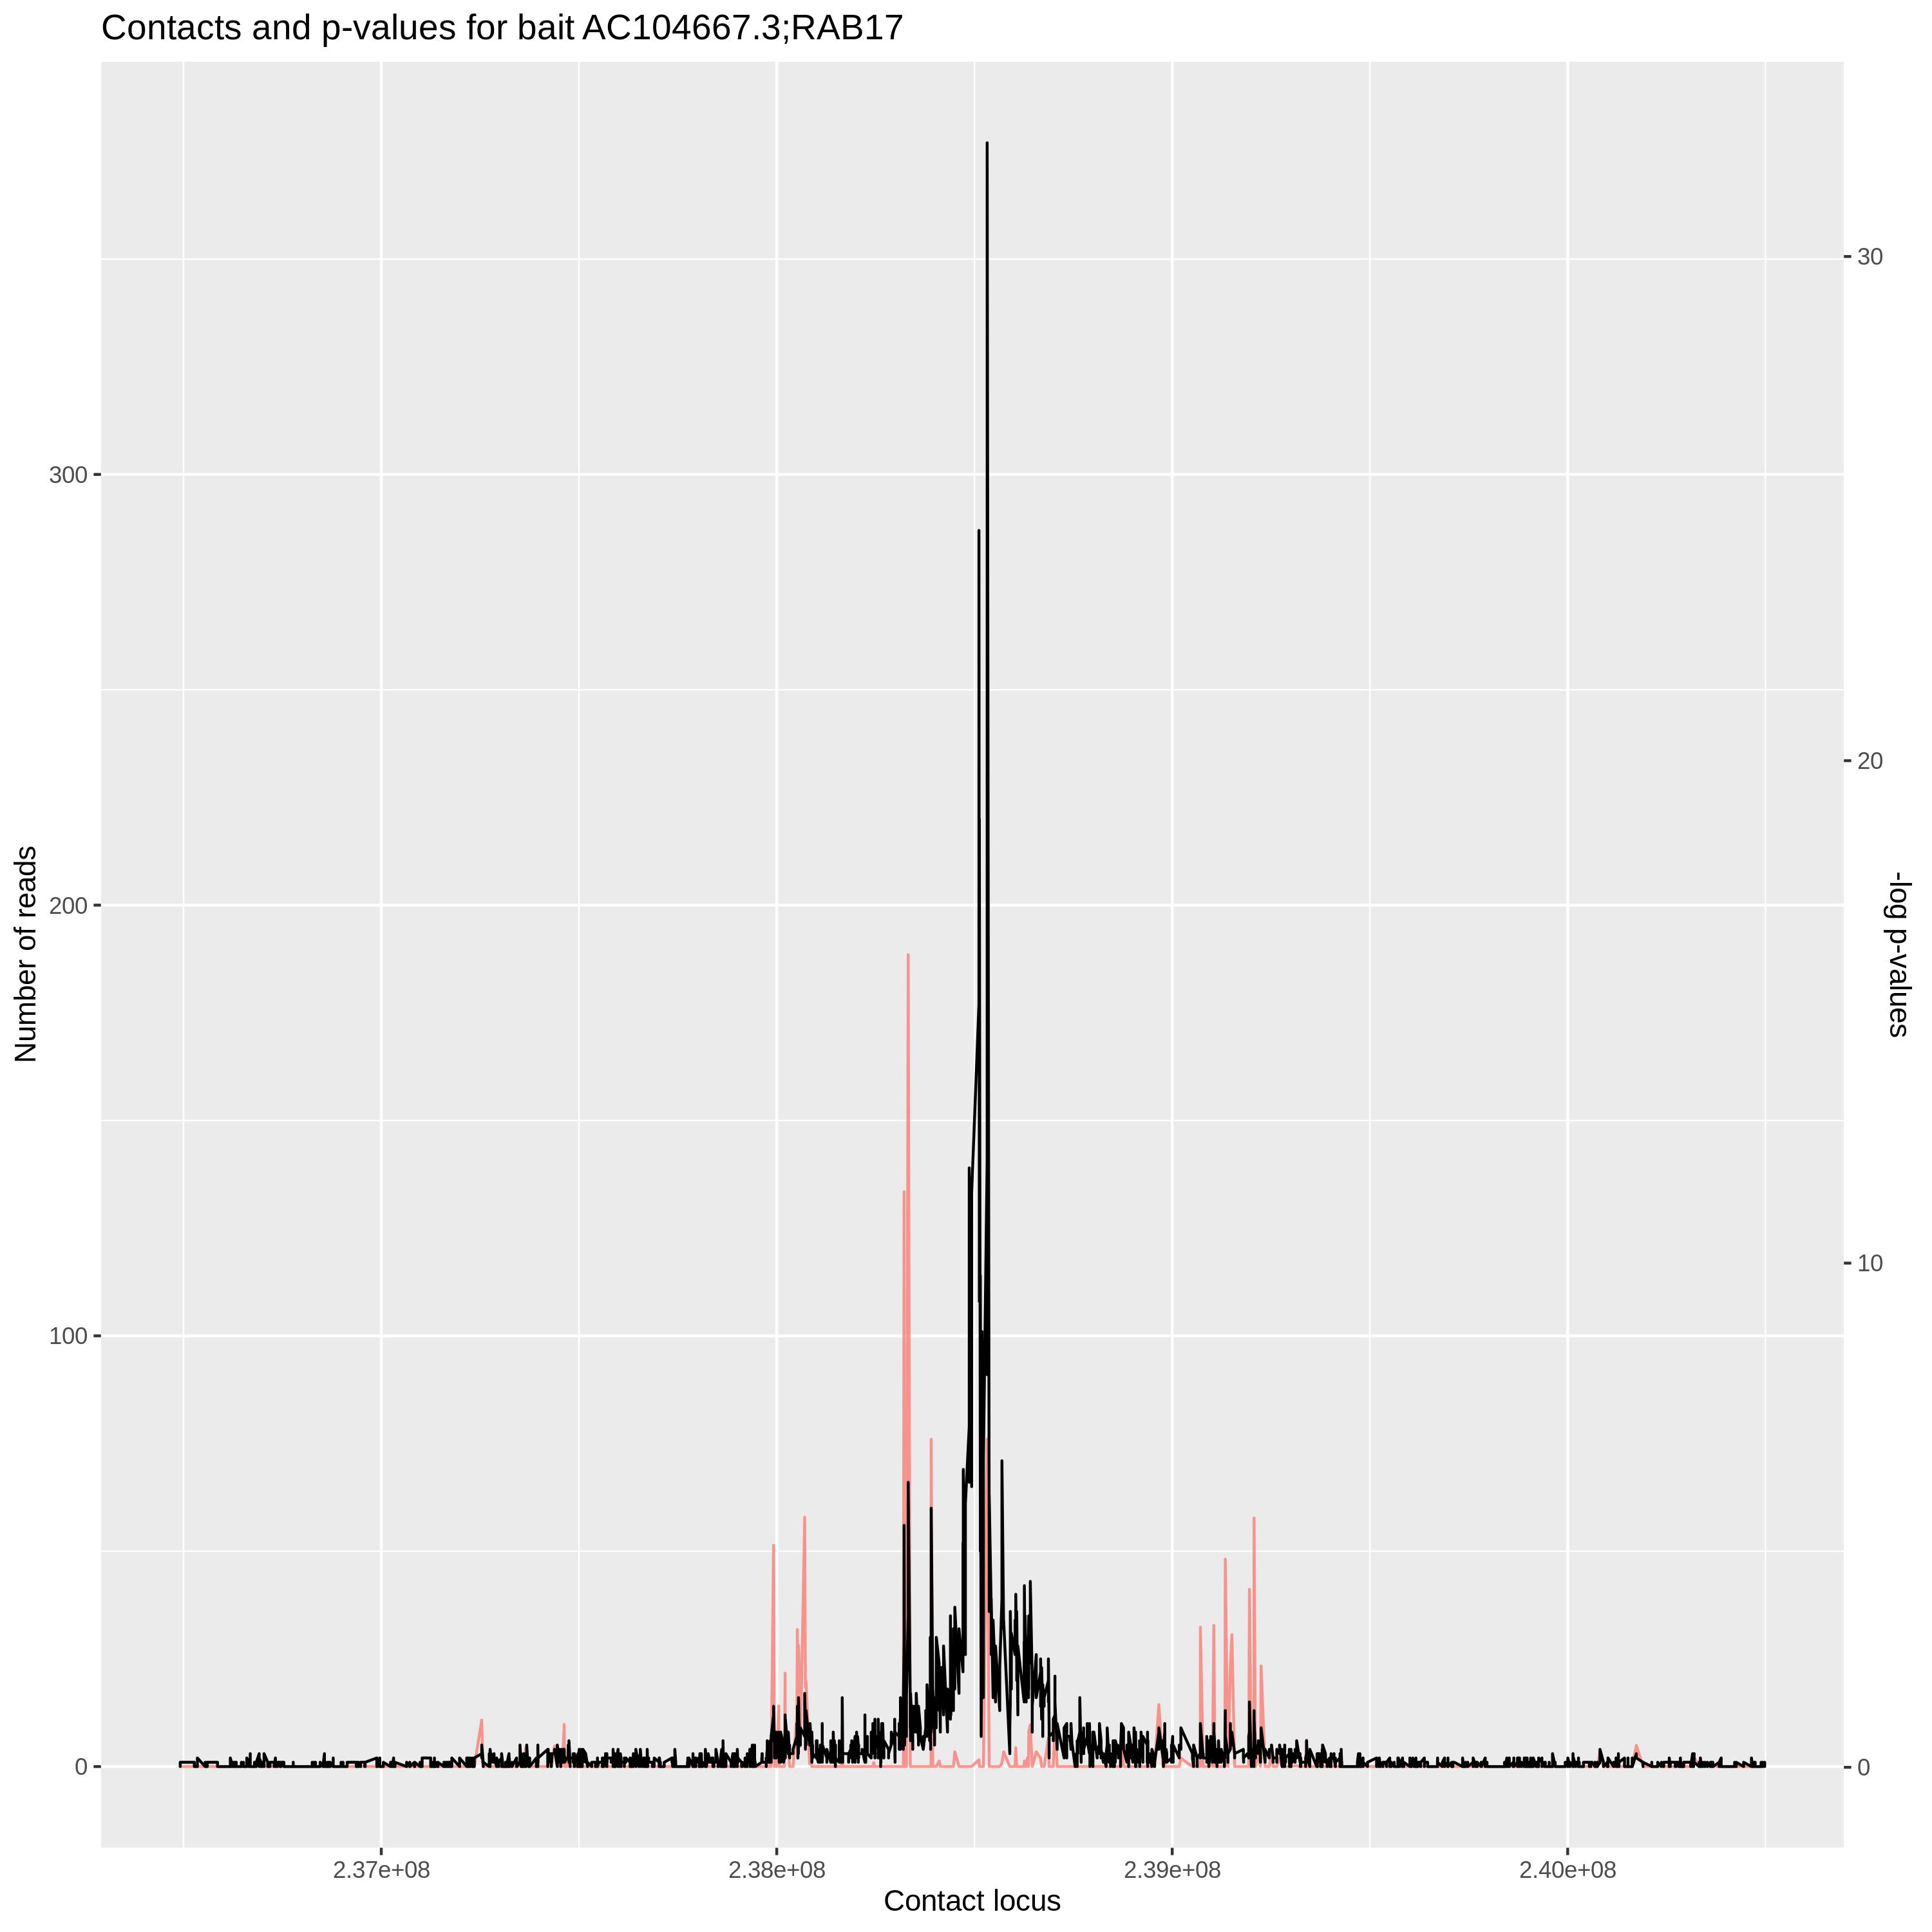 Contacts and p-values for bait AC104667.3;RAB17
30
300
20
Number of reads
200
-log p-values
10
100
0
0
2.37e+08
2.38e+08
2.39e+08
2.40e+08
Contact locus